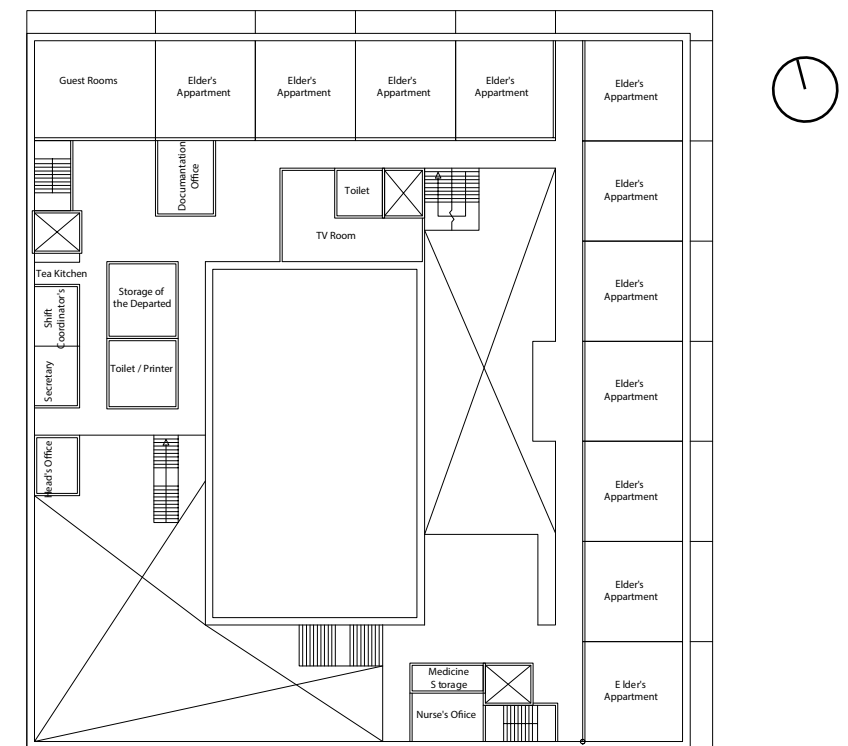 Guest Rooms
Elder's
Appartment
Elder's
Appartment
Elder's
Appartment
Elder's
Appartment
Elder's
Appartment
Documantation
Office
Toilet
TV Room
Elder's
Appartment
Tea Kitchen
Storage of
the Departed
Shift
Coordinator's
Elder's
Appartment
Toilet / Printer
Secretary
Elder's
Appartment
Head's Office
Elder's
Appartment
Elder's
Appartment
Medicine
S torage
E lder's
Appartment
Nurse's Ofiice